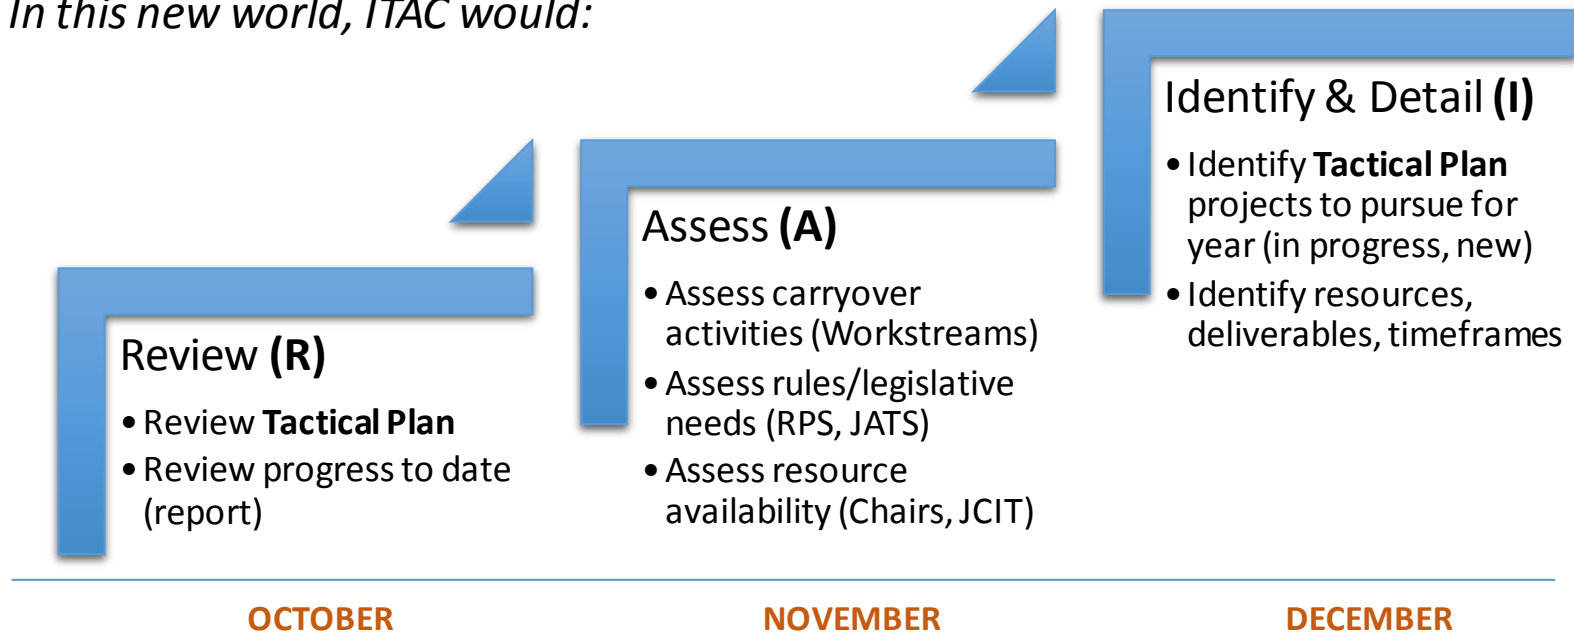 In this new world, ITAC would:
Review (R)
• Review Tactical Plan
• Review progress to date
(report)
Assess (A)
• Assess carryover
activities (Workstreams)
• Assess rules/legislative
needs (RPS, JATS)
• Assess resource
availability (Chairs, JCIT)
Identify & Detail (I)
• Identify Tactical Plan
projects to pursue for
year (in progress, new)
• Identify resources,
deliverables, timeframes
OCTOBER
NOVEMBER
DECEMBER